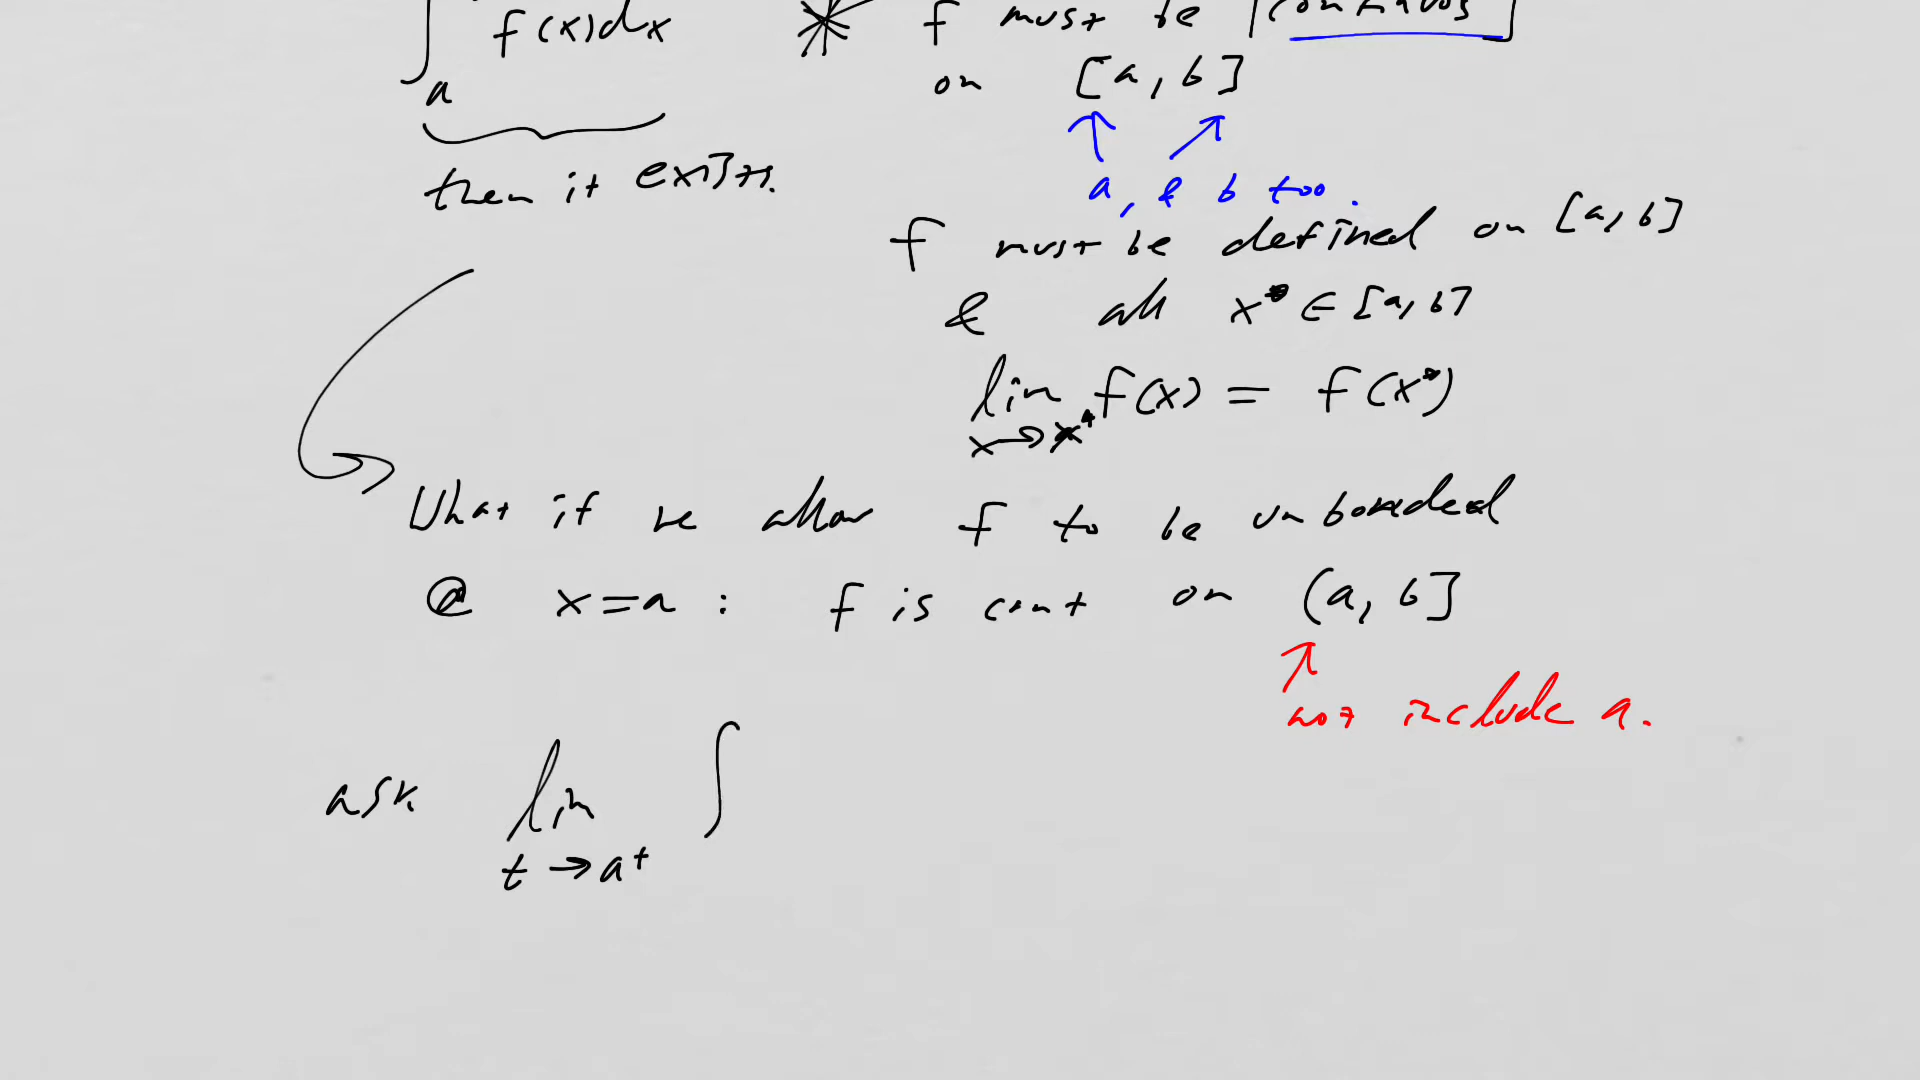 ∫ₐ f(x)dx * f must be [continuous]
on [a, b]
then it exists.
a, & b too.
f must be defined on [a, b]
& all x* ∈ [a, b]
lim x→x* f(x) = f(x*)
What if we allow f to be unbounded
@ x=a : f is cont on (a, b]
not include a.
ask lim t→a⁺ ∫